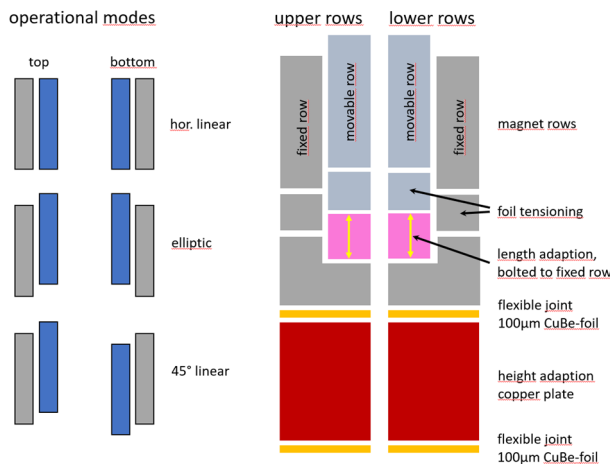 operational modes
top
bottom
hor. linear
elliptic
45° linear
upper rows
lower rows
fixed row
movable row
movable row
fixed row
magnet rows
foil tensioning
length adaption,
bolted to fixed row
flexible joint
100µm CuBe-foil
height adaption
copper plate
flexible joint
100µm CuBe-foil